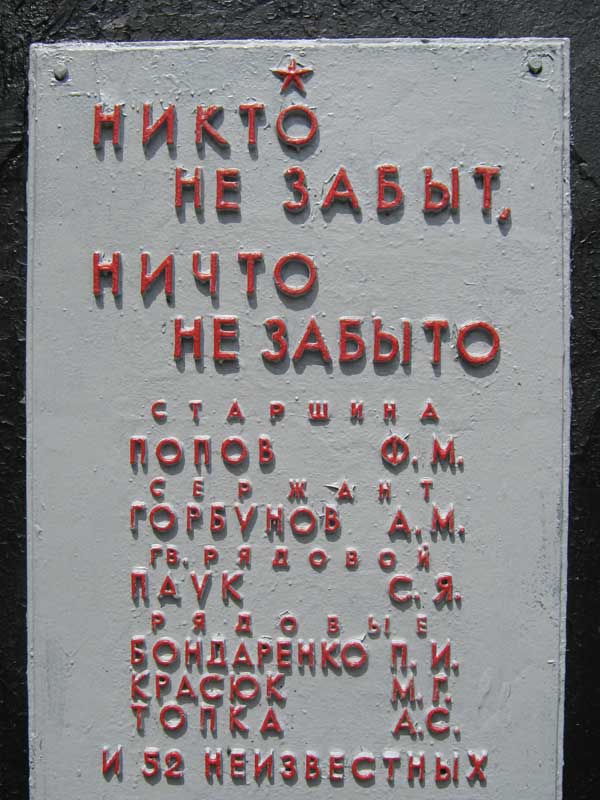 НИКТО
НЕ ЗАБЫТ,
НИЧТО
НЕ ЗАБЫТО
СТАРШИНА
ПОПОВ Ф.М.
СЕРЖАНТ
ГОРБУНОВ А.М.
ГВ.РЯДОВОЙ
ПАУК С.Я.
РЯДОВЫЕ
БОНДАРЕНКО П.И.
КРАСЮК М.Г.
ТОПКА А.С.
И 52 НЕИЗВЕСТНЫХ